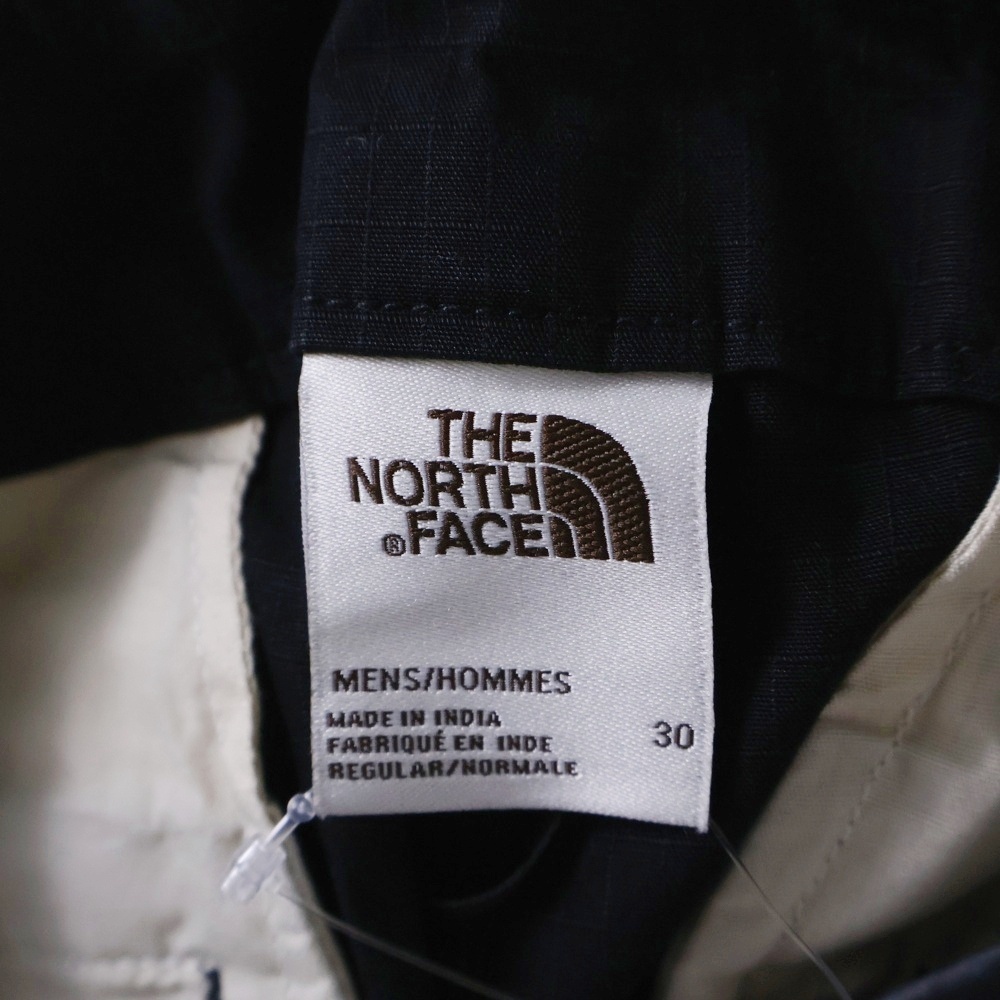 THE
NORTH
®FACE
MENS/HOMMES
MADE IN INDIA
FABRIQUÉ EN INDE
30
REGULAR/NORMALE